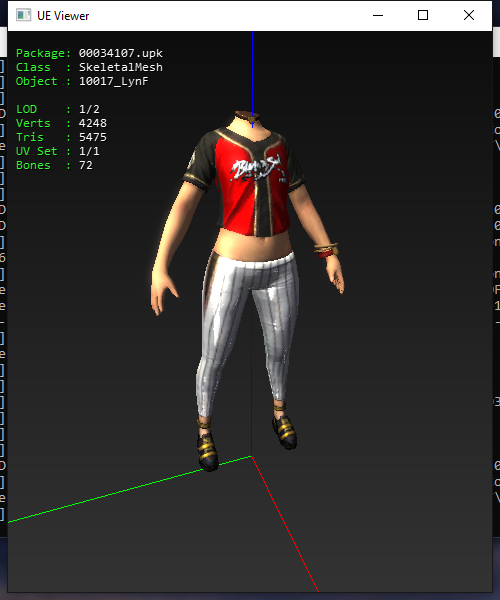 UE Viewer
Package: 00034107.upk
Class : SkeletalMesh
Object : 10017_LynF
LOD : 1/2
Verts : 4248
Tris : 5475
UV Set : 1/1
Bones : 72